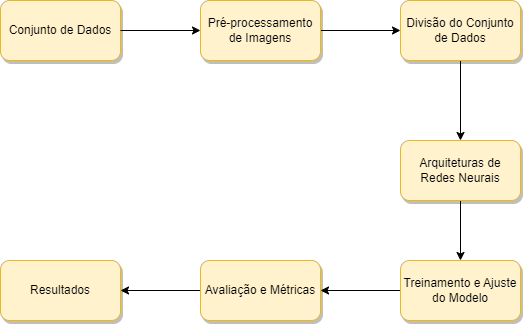 Conjunto de Dados
Pré-processamento
de Imagens
Divisão do Conjunto
de Dados
Arquiteturas de
Redes Neurais
Treinamento e Ajuste
do Modelo
Avaliação e Métricas
Resultados